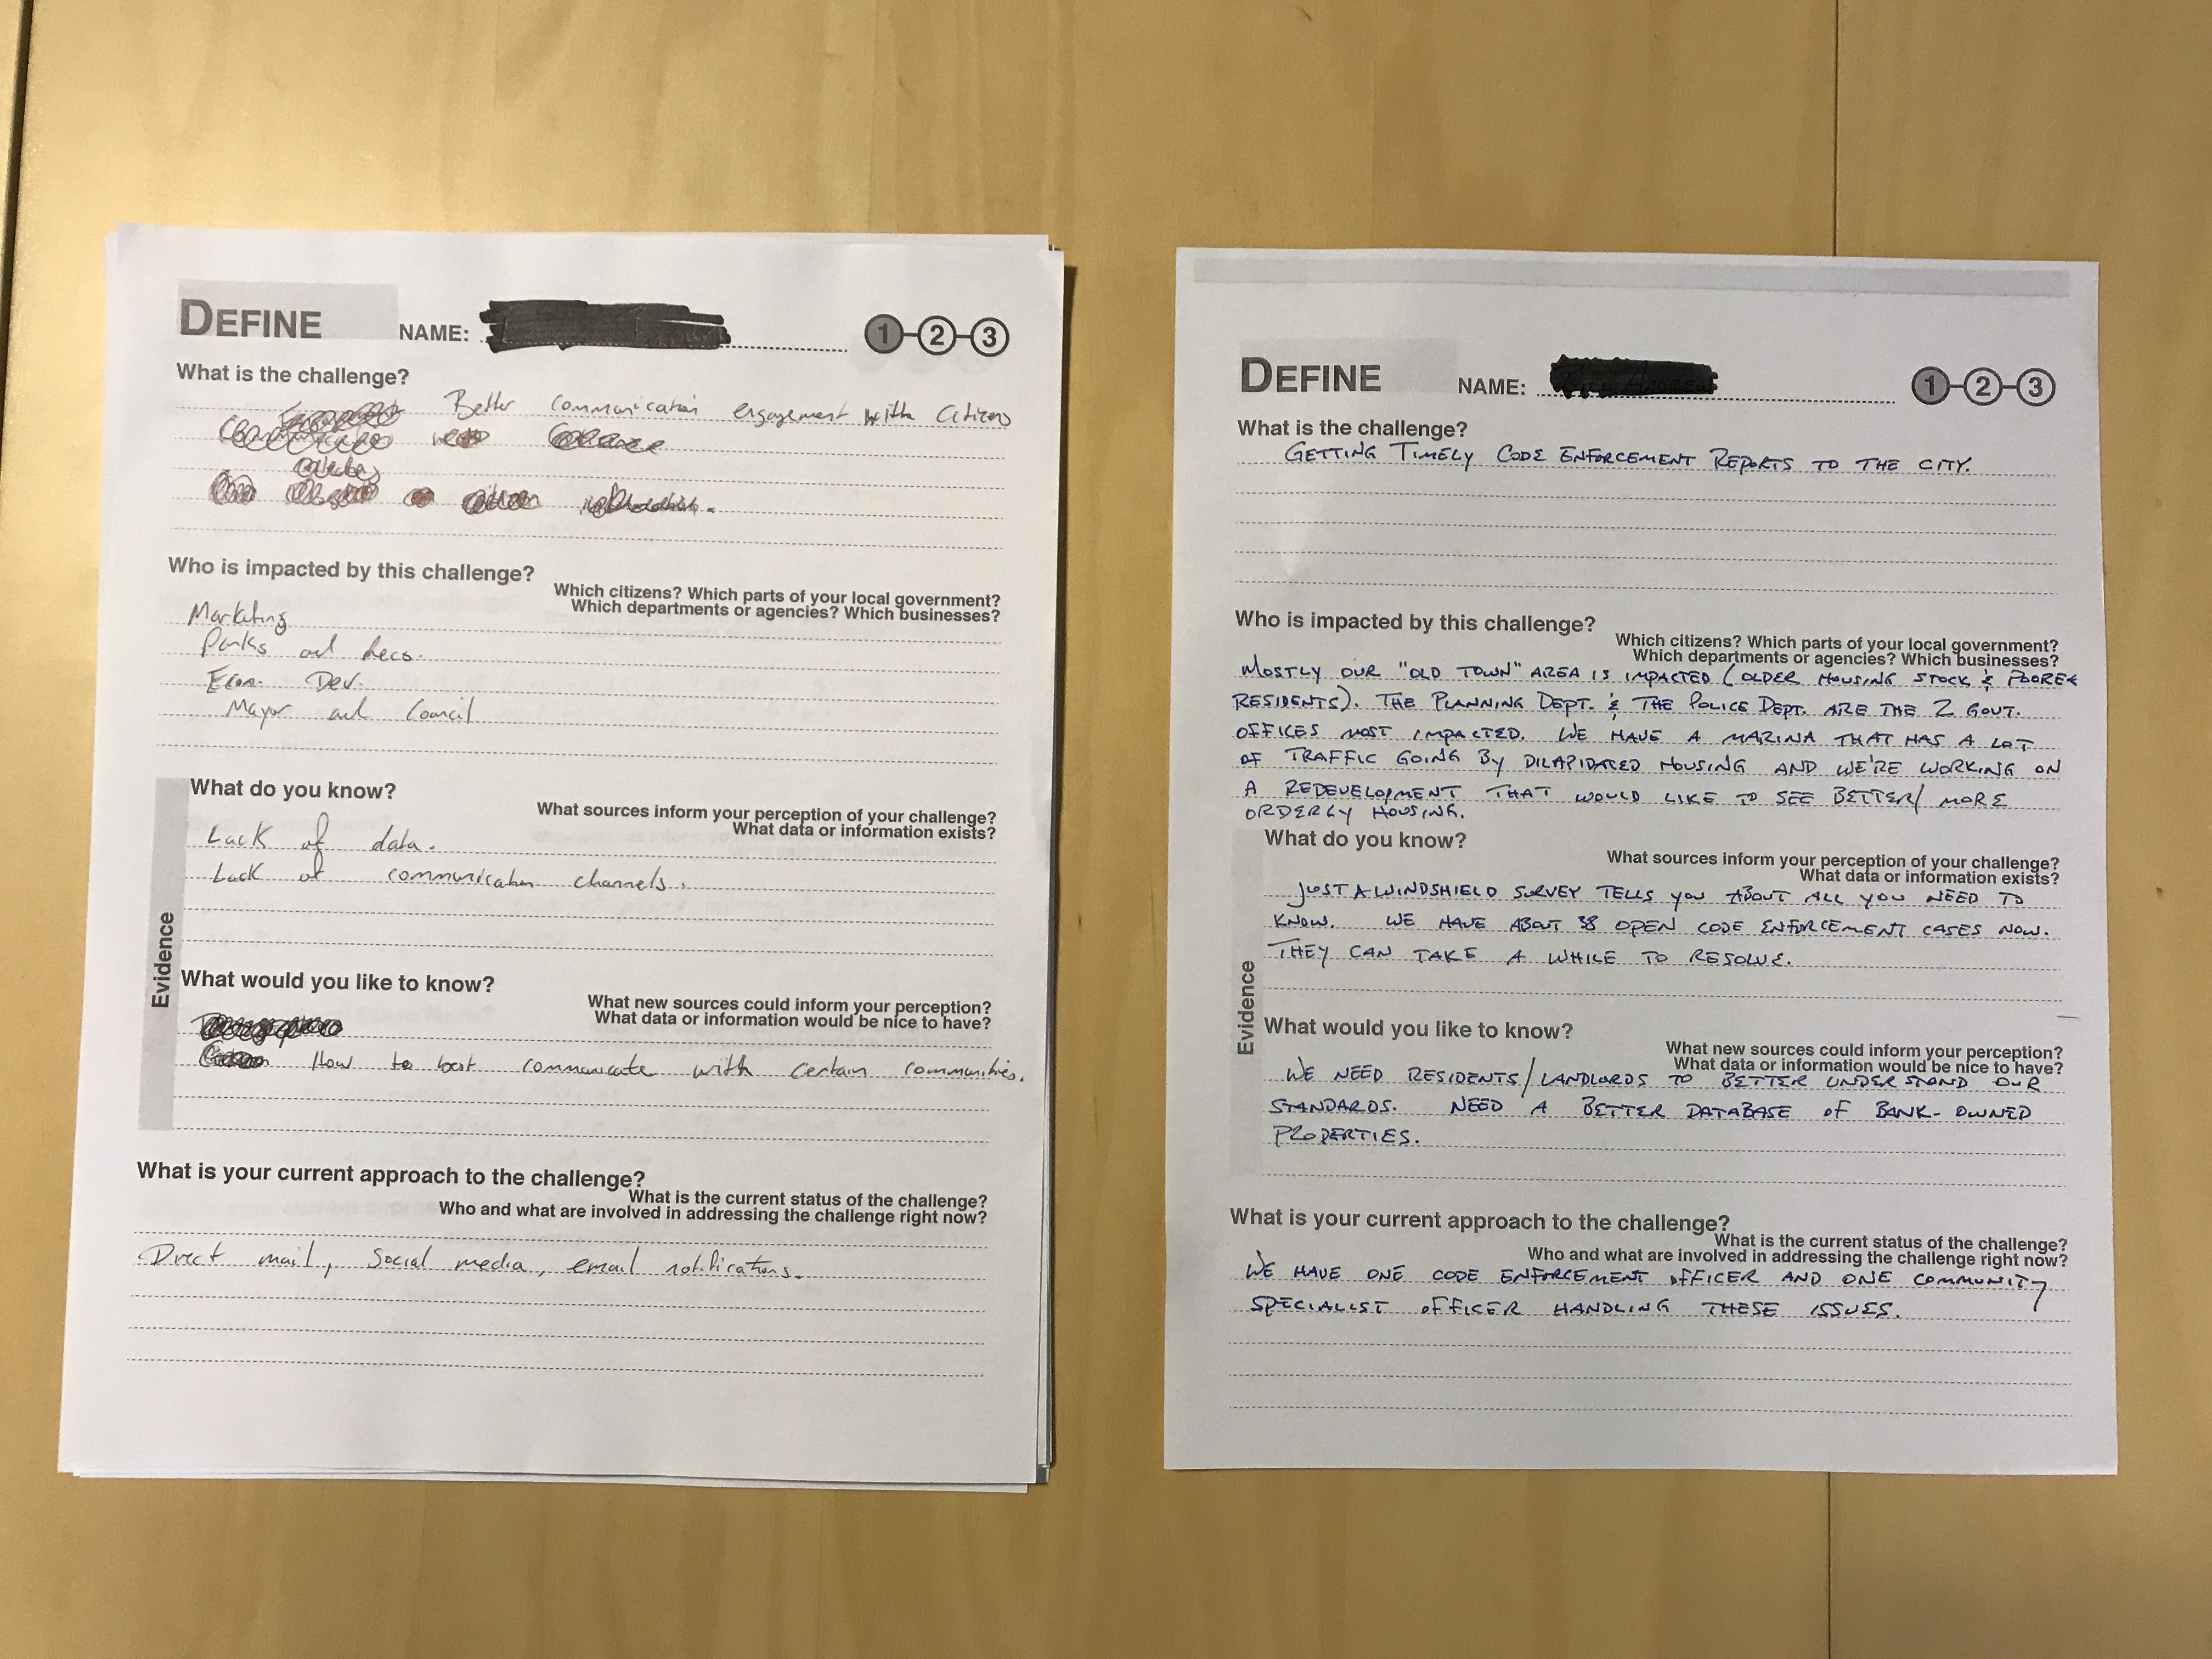 DEFINE NAME: 1 2 3
What is the challenge?
Better communication engagement with citizens
Who is impacted by this challenge?
Which citizens? Which parts of your local government?
Which departments or agencies? Which businesses?
Marketing
Parks and Recs.
Econ. Dev.
Mayor and Council
Evidence
What do you know?
What sources inform your perception of your challenge?
What data or information exists?
Lack of data.
Lack of communication channels.
What would you like to know?
What new sources could inform your perception?
What data or information would be nice to have?
How to best communicate with certain communities.
What is your current approach to the challenge?
What is the current status of the challenge?
Who and what are involved in addressing the challenge right now?
Direct mail, Social media, email notifications.
DEFINE NAME: 1 2 3
What is the challenge?
GETTING TIMELY CODE ENFORCEMENT REPORTS TO THE CITY.
Who is impacted by this challenge?
Which citizens? Which parts of your local government?
Which departments or agencies? Which businesses?
MOSTLY OUR "OLD TOWN" AREA IS IMPACTED (OLDER HOUSING STOCK & POORER
RESIDENTS). THE PLANNING DEPT. & THE POLICE DEPT. ARE THE 2 GOVT.
OFFICES MOST IMPACTED. WE HAVE A MARINA THAT HAS A LOT
OF TRAFFIC GOING BY DILAPIDATED HOUSING AND WE'RE WORKING ON
A REDEVELOPMENT THAT WOULD LIKE TO SEE BETTER/MORE
ORDERLY HOUSING.
Evidence
What do you know?
What sources inform your perception of your challenge?
What data or information exists?
JUST A WINDSHIELD SURVEY TELLS YOU ABOUT ALL YOU NEED TO
KNOW. WE HAVE ABOUT 38 OPEN CODE ENFORCEMENT CASES NOW.
THEY CAN TAKE A WHILE TO RESOLVE.
What would you like to know?
What new sources could inform your perception?
What data or information would be nice to have?
WE NEED RESIDENTS/LANDLORDS TO BETTER UNDERSTAND OUR
STANDARDS. NEED A BETTER DATABASE OF BANK-OWNED
PROPERTIES.
What is your current approach to the challenge?
What is the current status of the challenge?
Who and what are involved in addressing the challenge right now?
WE HAVE ONE CODE ENFORCEMENT OFFICER AND ONE COMMUNITY
SPECIALIST OFFICER HANDLING THESE ISSUES.